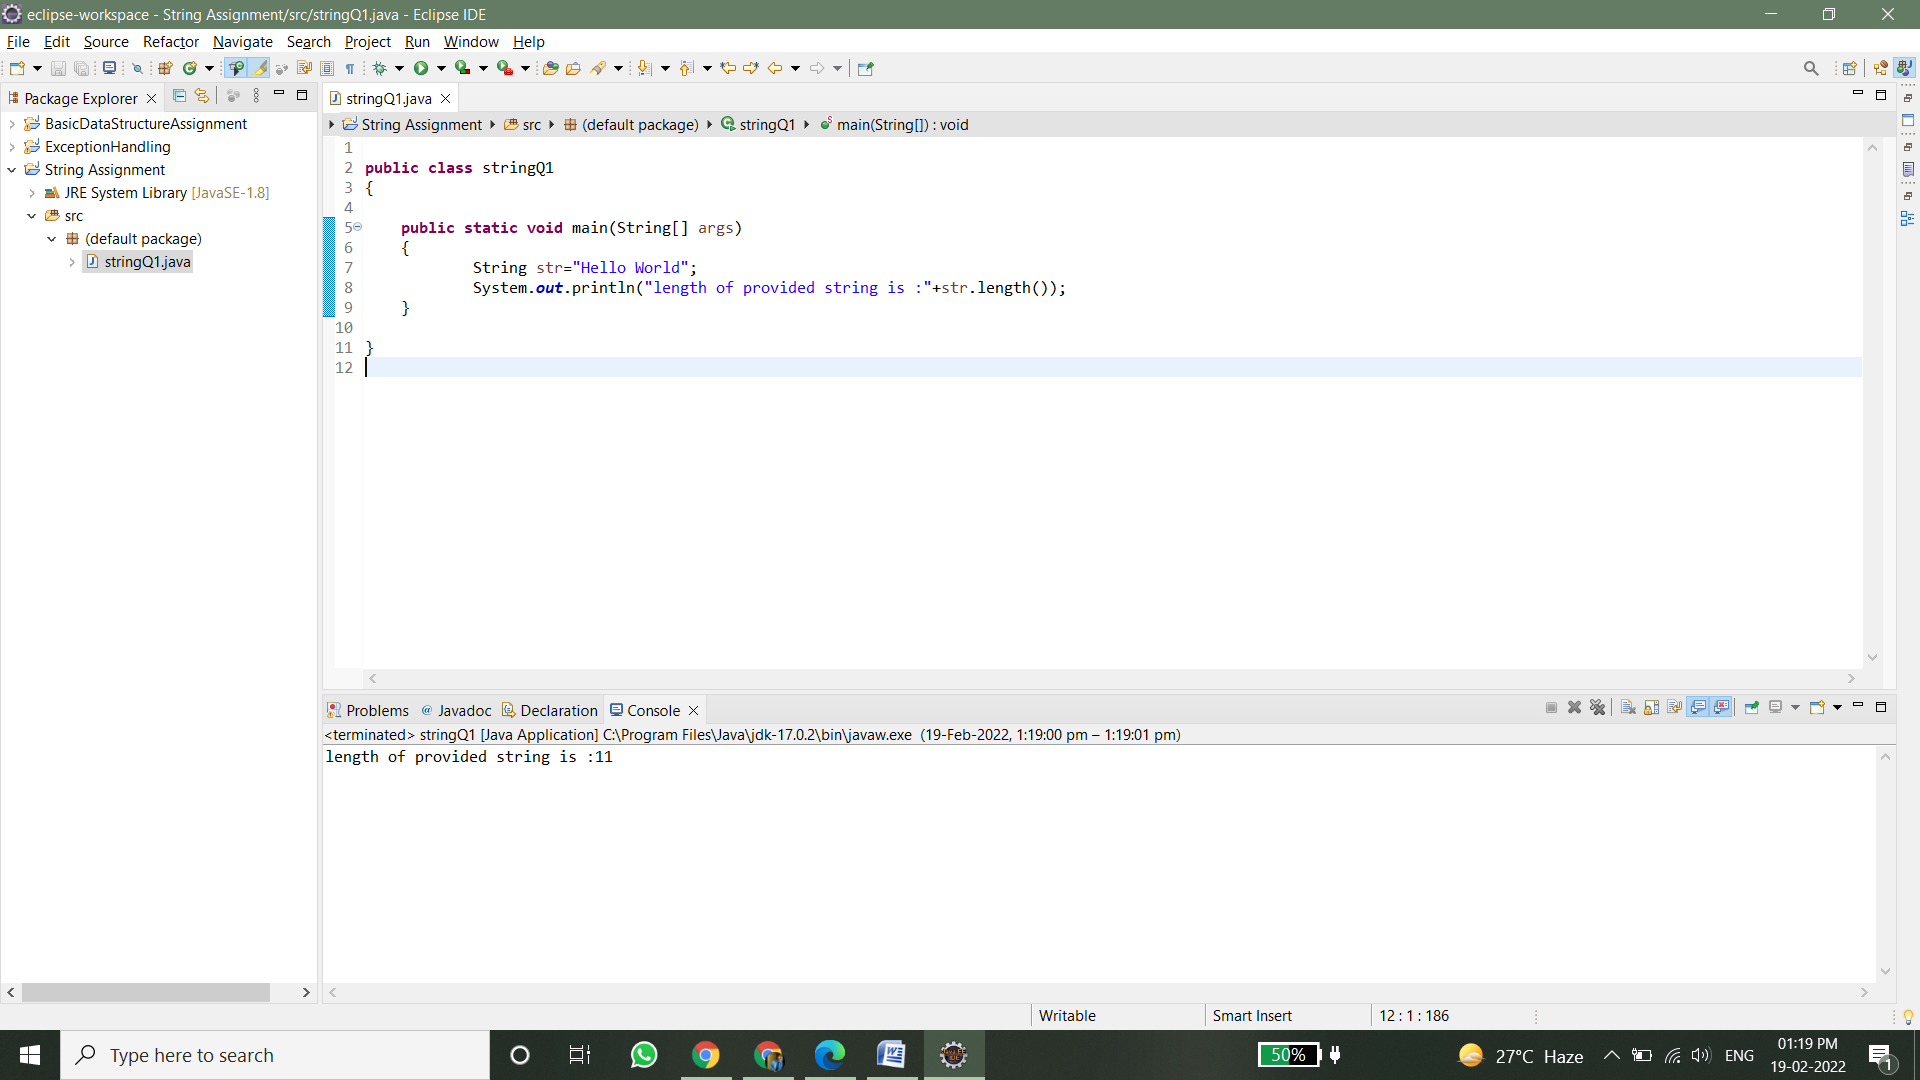 eclipse-workspace - String Assignment/src/stringQ1.java - Eclipse IDE
File Edit Source Refactor Navigate Search Project Run Window Help
Package Explorer
BasicDataStructureAssignment
ExceptionHandling
String Assignment
JRE System Library [JavaSE-1.8]
src
(default package)
stringQ1.java
stringQ1.java
String Assignment src (default package) stringQ1 main(String[]) : void
1
2 public class stringQ1
3 {
4
5 public static void main(String[] args)
6 {
7 String str="Hello World";
8 System.out.println("length of provided string is :"+str.length());
9 }
10
11 }
12
Problems @ Javadoc Declaration Console
<terminated> stringQ1 [Java Application] C:\Program Files\Java\jdk-17.0.2\bin\javaw.exe (19-Feb-2022, 1:19:00 pm – 1:19:01 pm)
length of provided string is :11
Writable Smart Insert 12 : 1 : 186
Type here to search
50% 27°C Haze ENG 01:19 PM
19-02-2022 1